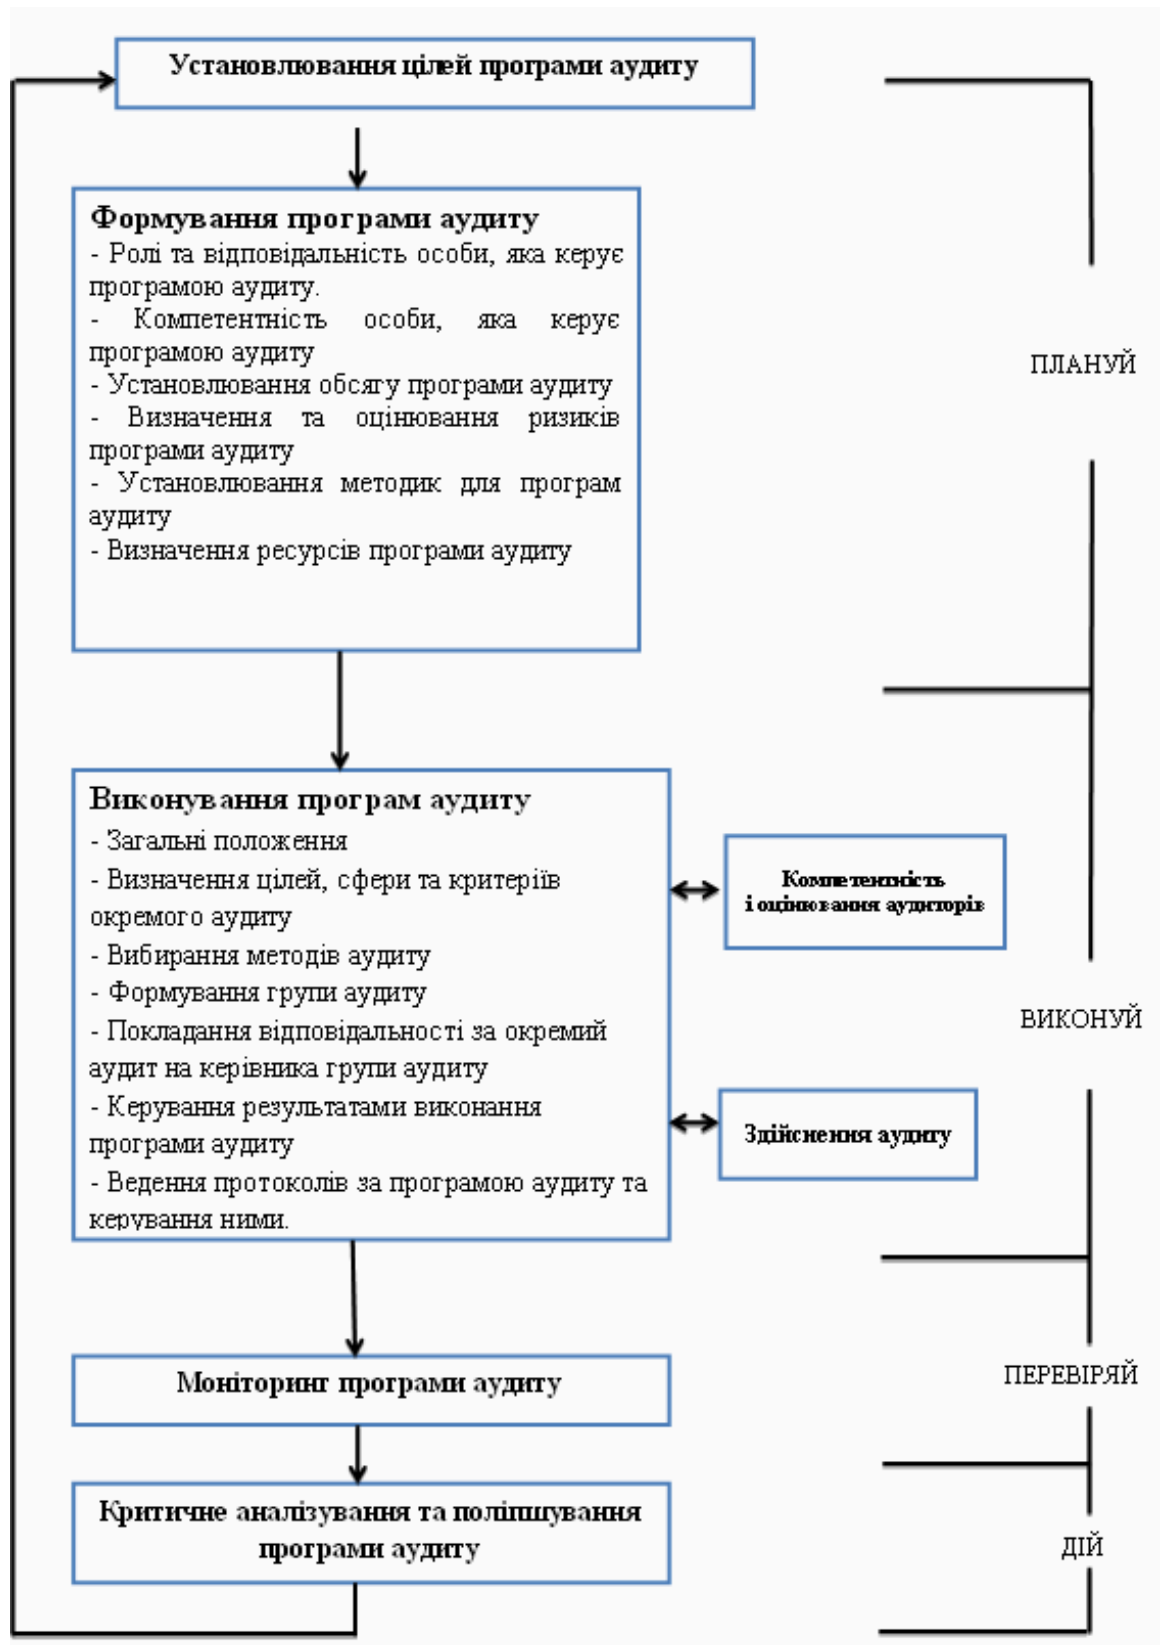 Установлювання цілей програми аудиту
Формування програми аудиту
- Ролі та відповідальність особи, яка керує
програмою аудиту.
- Компетентність особи, яка керує
програмою аудиту
- Установлювання обсягу програми аудиту
- Визначення та оцінювання ризиків
програми аудиту
- Установлювання методик для програм
аудиту
- Визначення ресурсів програми аудиту
ПЛАНУЙ
Виконування програм аудиту
- Загальні положення
- Визначення цілей, сфери та критеріїв
окремого аудиту
- Вибирання методів аудиту
- Формування групи аудиту
- Покладання відповідальності за окремий
аудит на керівника групи аудиту
- Керування результатами виконання
програми аудиту
- Ведення протоколів за програмою аудиту та
керування ними.
Компетентність
і оцінювання аудиторів
Здійснення аудиту
ВИКОНУЙ
Моніторинг програми аудиту
ПЕРЕВІРЯЙ
Критичне аналізування та поліпшування
програми аудиту
ДІЙ